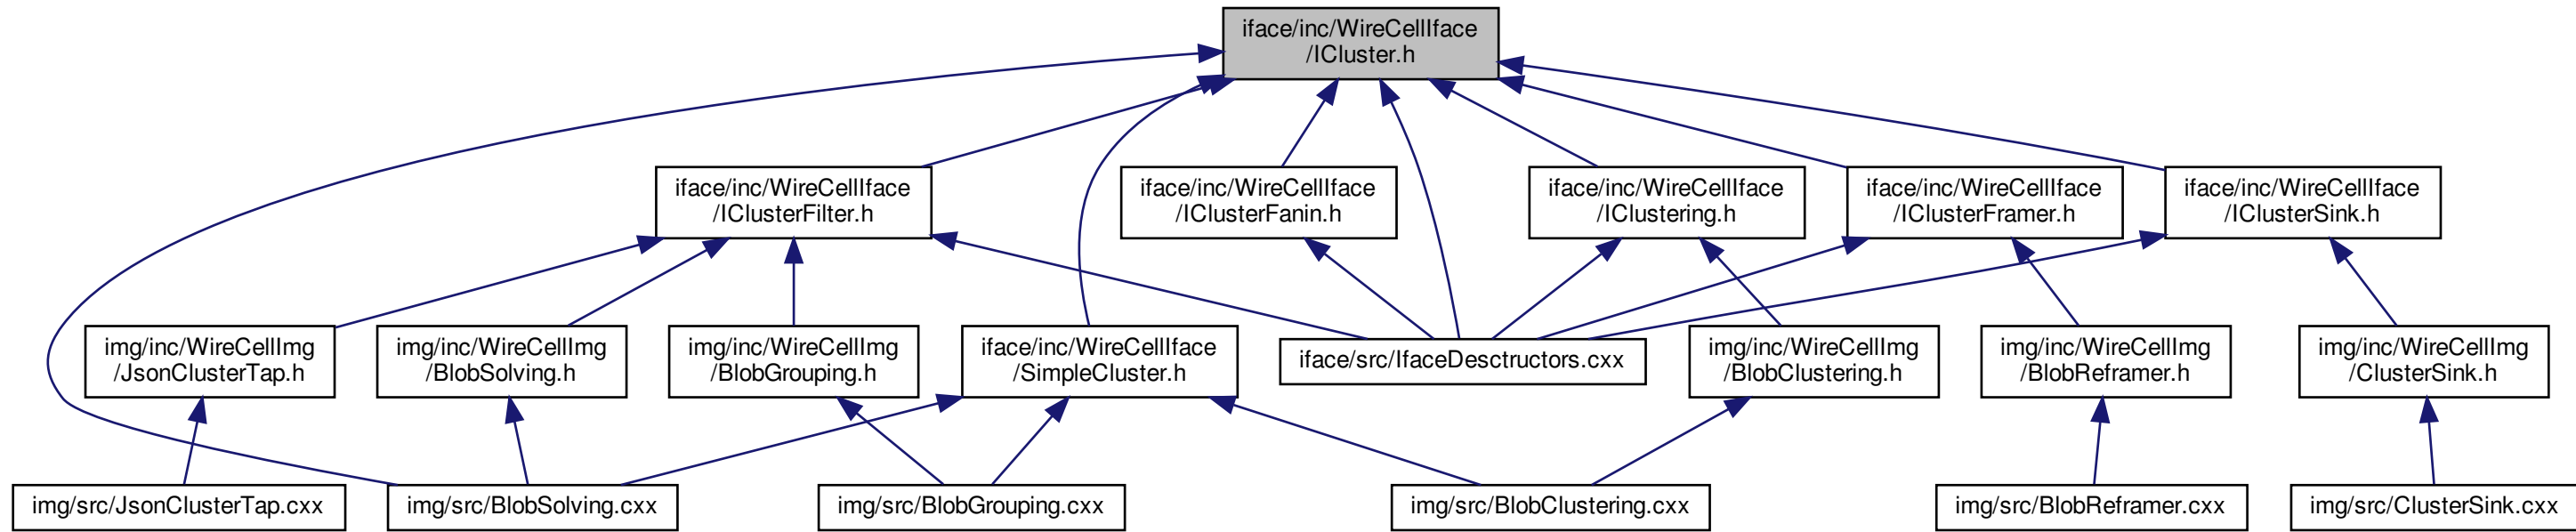 iface/inc/WireCellIface
/ICluster.h
iface/inc/WireCellIface
/IClusterFilter.h
iface/inc/WireCellIface
/IClusterFanin.h
iface/inc/WireCellIface
/IClustering.h
iface/inc/WireCellIface
/IClusterFramer.h
iface/inc/WireCellIface
/IClusterSink.h
img/inc/WireCellImg
/JsonClusterTap.h
img/inc/WireCellImg
/BlobSolving.h
img/inc/WireCellImg
/BlobGrouping.h
iface/inc/WireCellIface
/SimpleCluster.h
iface/src/IfaceDesctructors.cxx
img/inc/WireCellImg
/BlobClustering.h
img/inc/WireCellImg
/BlobReframer.h
img/inc/WireCellImg
/ClusterSink.h
img/src/JsonClusterTap.cxx
img/src/BlobSolving.cxx
img/src/BlobGrouping.cxx
img/src/BlobClustering.cxx
img/src/BlobReframer.cxx
img/src/ClusterSink.cxx